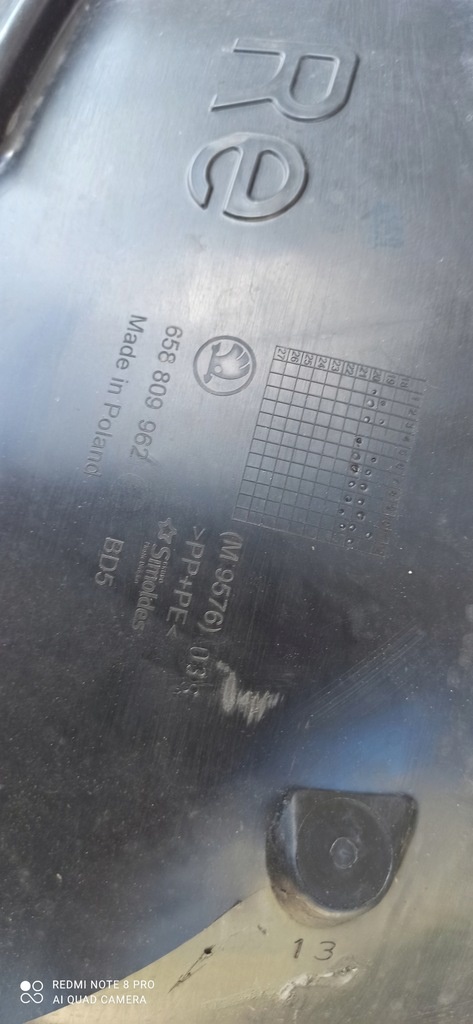 Re
658 809 962
Made in Poland
(M 9576) 03
>PP+PE<
Simoldes
BD5
13
REDMI NOTE 8 PRO
AI QUAD CAMERA